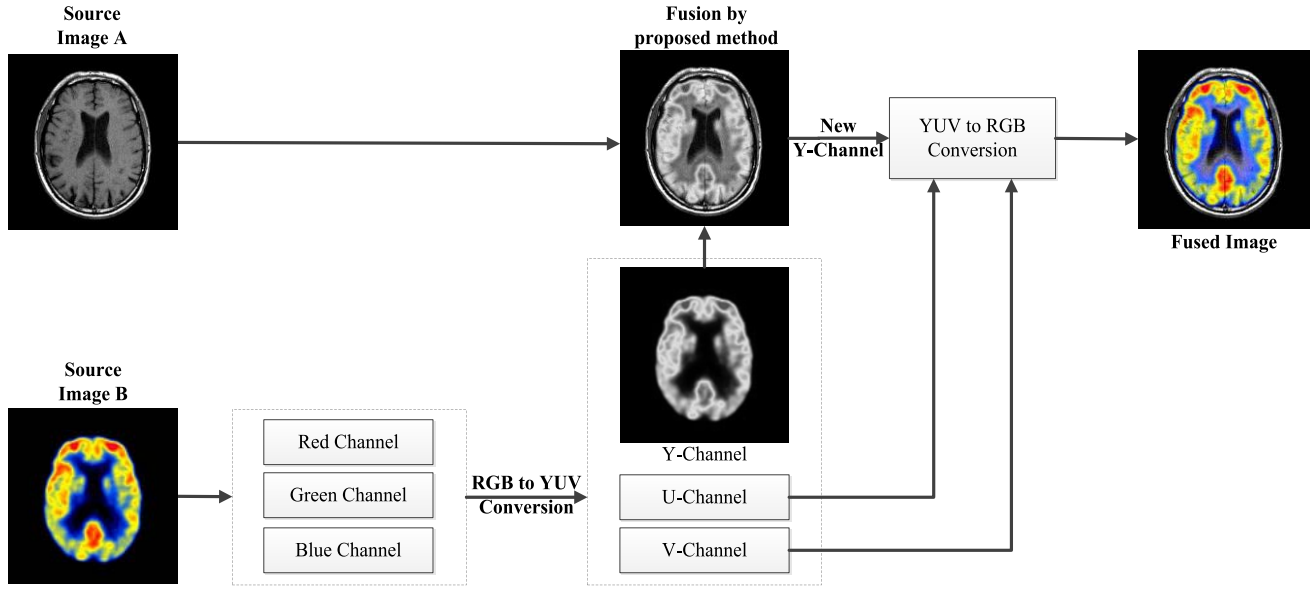 Source
Image A
Fusion by
proposed method
New
Y-Channel
YUV to RGB
Conversion
Fused Image
Source
Image B
Red Channel
Green Channel
Blue Channel
RGB to YUV
Conversion
Y-Channel
U-Channel
V-Channel